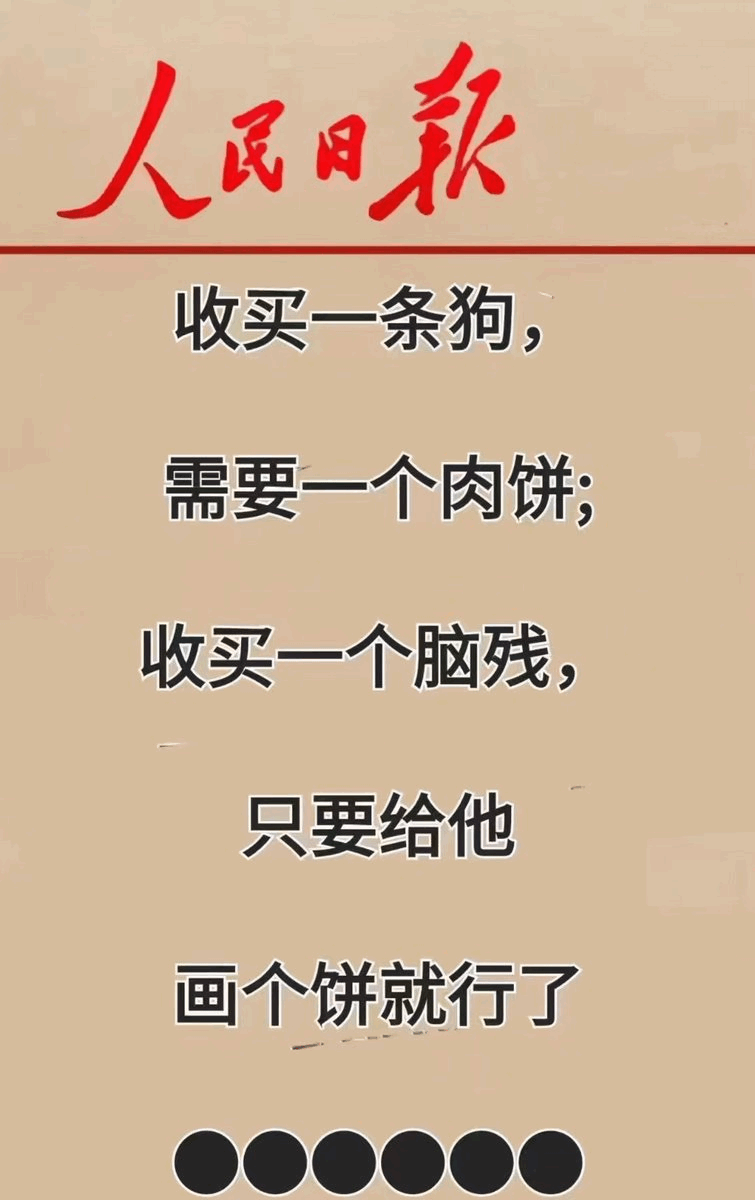 人民日报
收买一条狗，
需要一个肉饼;
收买一个脑残，
只要给他
画个饼就行了